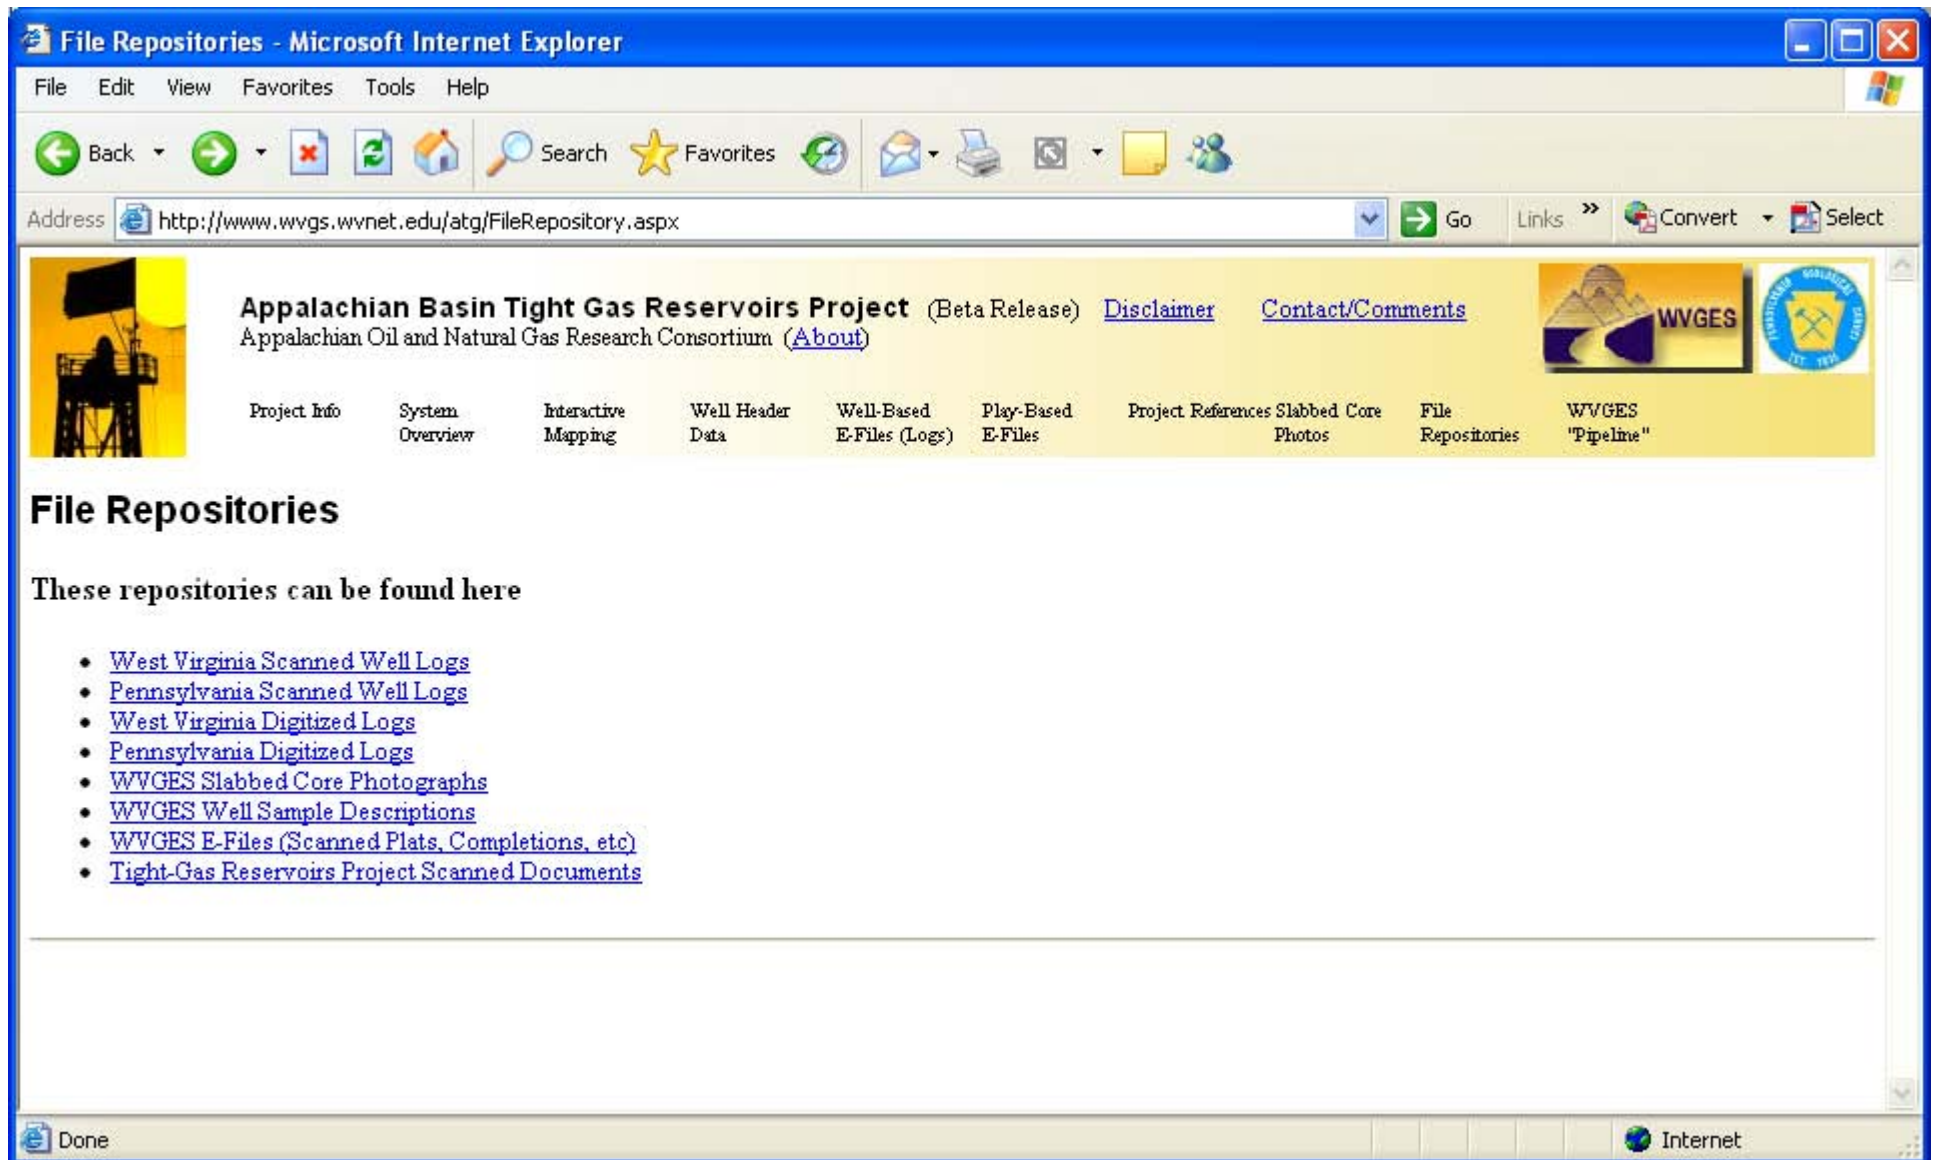 File Repositories - Microsoft Internet Explorer
File Edit View Favorites Tools Help
Back Search Favorites
Address http://www.wvgs.wvnet.edu/atg/FileRepository.aspx Go Links » Convert Select
Appalachian Basin Tight Gas Reservoirs Project (Beta Release) Disclaimer Contact/Comments
Appalachian Oil and Natural Gas Research Consortium (About)
WVGES
PENNSYLVANIA GEOLOGICAL SURVEY
EST 1836
Project Info System Interactive Well Header Well-Based Play-Based Project References Slabbed Core File WVGES
Overview Mapping Data E-Files (Logs) E-Files Photos Repositories "Pipeline"
File Repositories
These repositories can be found here
• West Virginia Scanned Well Logs
• Pennsylvania Scanned Well Logs
• West Virginia Digitized Logs
• Pennsylvania Digitized Logs
• WVGES Slabbed Core Photographs
• WVGES Well Sample Descriptions
• WVGES E-Files (Scanned Plats, Completions, etc)
• Tight-Gas Reservoirs Project Scanned Documents
Done Internet